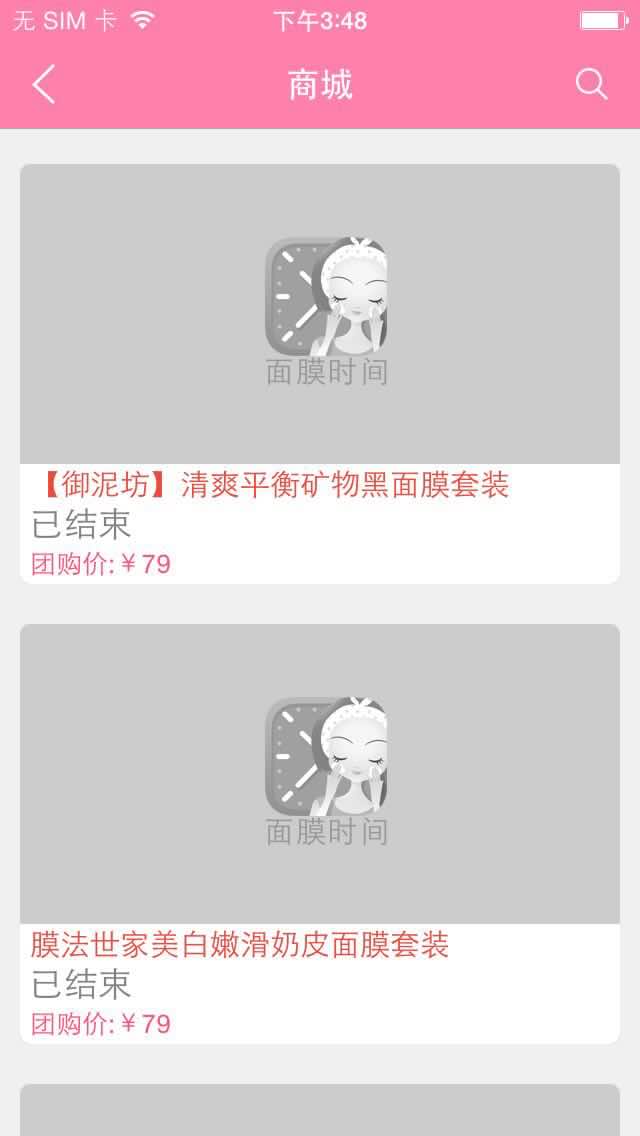 无 SIM 卡 下午3:48
商城
面膜时间
【御泥坊】清爽平衡矿物黑面膜套装
已结束
团购价:￥79
面膜时间
膜法世家美白嫩滑奶皮面膜套装
已结束
团购价:￥79